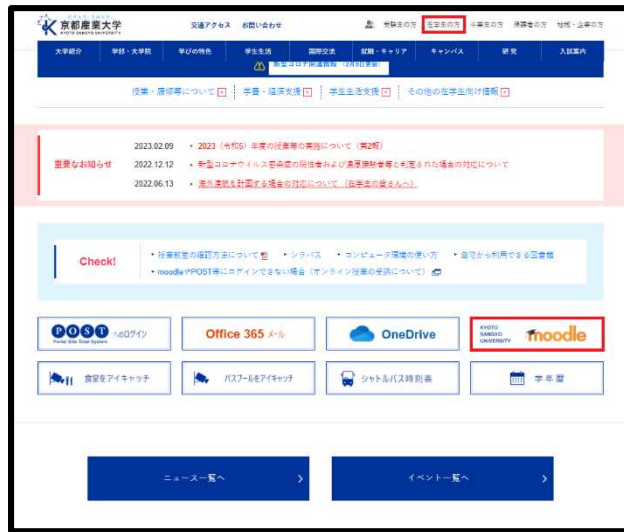 京都産業大学
KYOTO SANGYO UNIVERSITY
交通アクセス お問い合わせ
受験生の方 在学生の方 卒業生の方 保護者の方 地域・企業の方
大学紹介 学部・大学院 学びの特色 学生生活 国際交流 就職・キャリア キャンパス 研究 入試案内
新型コロナ関連情報 (2月9日更新)
授業・履修等について 学費・経済支援 学生生活支援 その他の在学生向け情報
重要なお知らせ
2023.02.09 ・2023(令和5)年度の授業等の実施について(第2報)
2022.12.12 ・新型コロナウイルス感染症の陽性者および濃厚接触者等と判定された場合の対応について
2022.06.13 ・海外渡航を計画する場合の対応について (在学生の皆さんへ)
Check!
・授業教室の確認方法について ・シラバス ・コンピュータ環境の使い方 ・自宅から利用できる図書館
・moodleやPOST等にログインできない場合(オンライン授業の受講について)
POST へのログイン
Office 365 メール
OneDrive
KYOTO SANGYO UNIVERSITY moodle
食堂をアイキャッチ
バスプールをアイキャッチ
シャトルバス時刻表
学年暦
ニュース一覧へ
イベント一覧へ